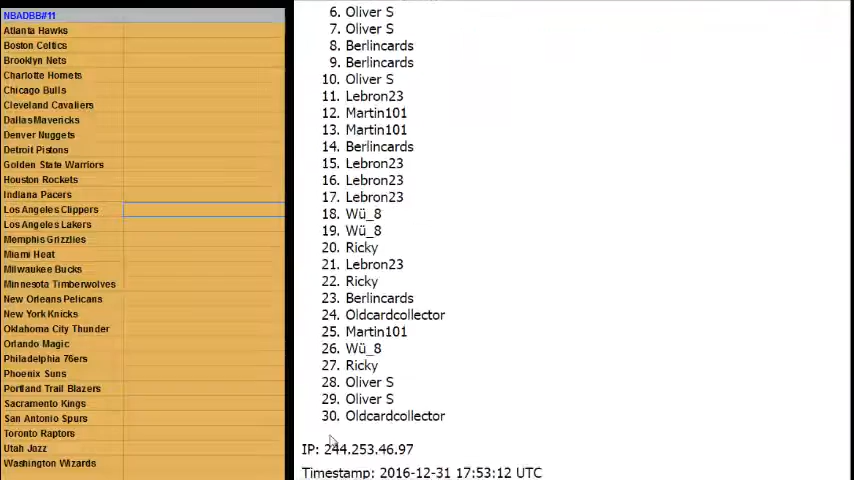 NBADBB#11
Atlanta Hawks
Boston Celtics
Brooklyn Nets
Charlotte Hornets
Chicago Bulls
Cleveland Cavaliers
Dallas Mavericks
Denver Nuggets
Detroit Pistons
Golden State Warriors
Houston Rockets
Indiana Pacers
Los Angeles Clippers
Los Angeles Lakers
Memphis Grizzlies
Miami Heat
Milwaukee Bucks
Minnesota Timberwolves
New Orleans Pelicans
New York Knicks
Oklahoma City Thunder
Orlando Magic
Philadelphia 76ers
Phoenix Suns
Portland Trail Blazers
Sacramento Kings
San Antonio Spurs
Toronto Raptors
Utah Jazz
Washington Wizards
6. Oliver S
7. Oliver S
8. Berlincards
9. Berlincards
10. Oliver S
11. Lebron23
12. Martin101
13. Martin101
14. Berlincards
15. Lebron23
16. Lebron23
17. Lebron23
18. Wü_8
19. Wü_8
20. Ricky
21. Lebron23
22. Ricky
23. Berlincards
24. Oldcardcollector
25. Martin101
26. Wü_8
27. Ricky
28. Oliver S
29. Oliver S
30. Oldcardcollector
IP: 244.253.46.97
Timestamp: 2016-12-31 17:53:12 UTC